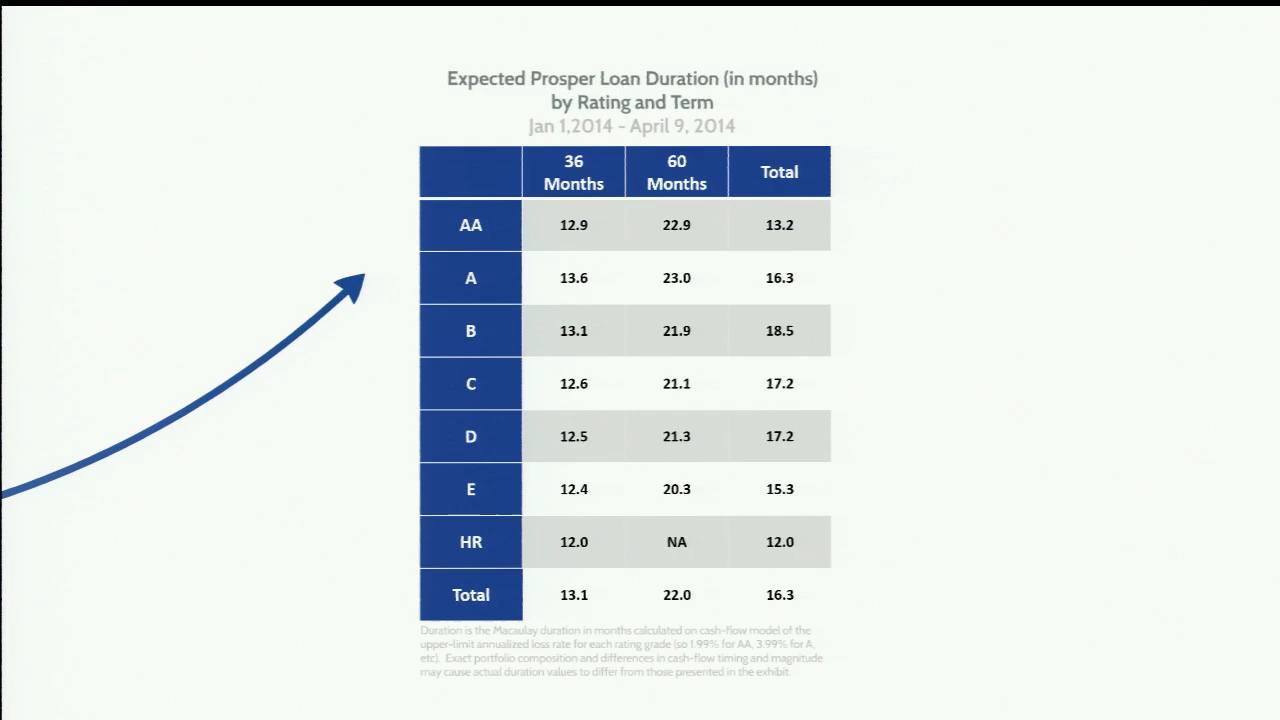 Expected Prosper Loan Duration (in months)
by Rating and Term
Jan 1,2014 - April 9, 2014
36 Months 60 Months Total
AA 12.9 22.9 13.2
A 13.6 23.0 16.3
B 13.1 21.9 18.5
C 12.6 21.1 17.2
D 12.5 21.3 17.2
E 12.4 20.3 15.3
HR 12.0 NA 12.0
Total 13.1 22.0 16.3
Duration is the Macaulay duration in months calculated on cash-flow model of the
upper-limit annualized loss rate for each rating grade (so 1.99% for AA, 3.99% for A,
etc). Exact portfolio composition and differences in cash-flow timing and magnitude
may cause actual duration values to differ from those presented in the exhibit.